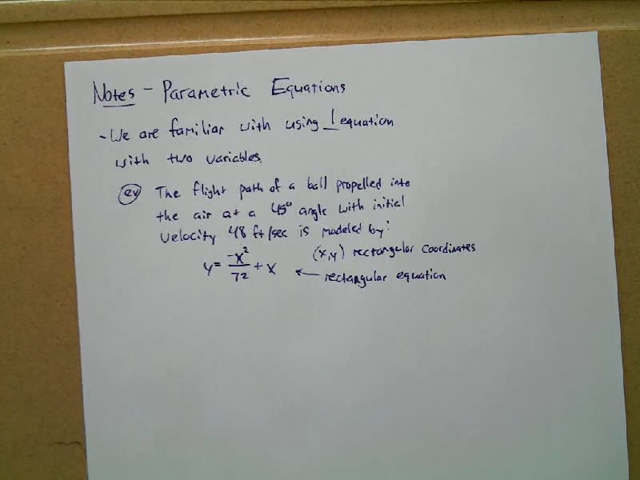 Notes - Parametric Equations
- We are familiar with using 1 equation
with two variables.
ex The flight path of a ball propelled into
the air at a 45° angle with initial
velocity 48 ft/sec is modeled by:
y = -x²/72 + x (x,y) rectangular coordinates
← rectangular equation